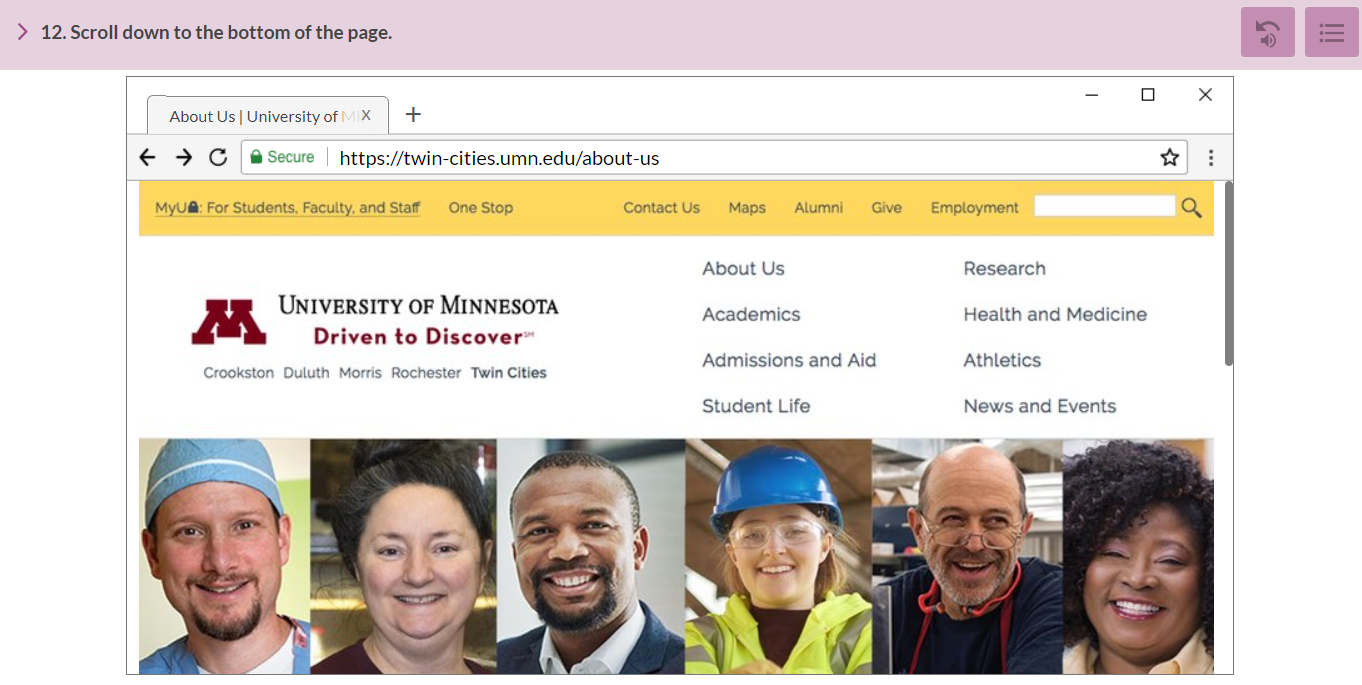 12. Scroll down to the bottom of the page.
About Us | University of Mi X
Secure https://twin-cities.umn.edu/about-us
MyU: For Students, Faculty, and Staff One Stop Contact Us Maps Alumni Give Employment
About Us Research
UNIVERSITY OF MINNESOTA
Academics Health and Medicine
Driven to Discover℠
Admissions and Aid Athletics
Crookston Duluth Morris Rochester Twin Cities
Student Life News and Events